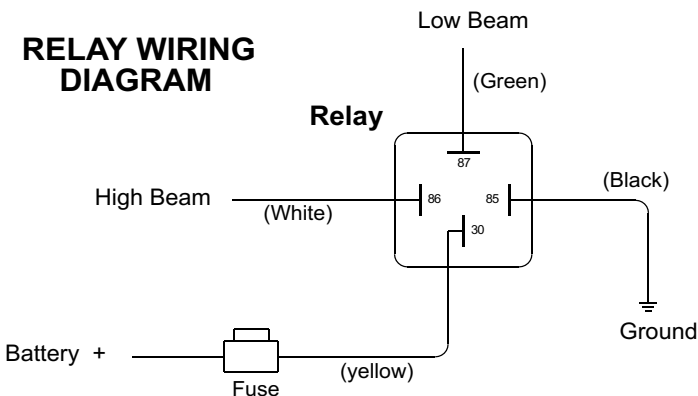 RELAY WIRING
DIAGRAM
Low Beam
(Green)
Relay
87
High Beam
(White)
86
85
(Black)
30
Ground
Battery +
(yellow)
Fuse